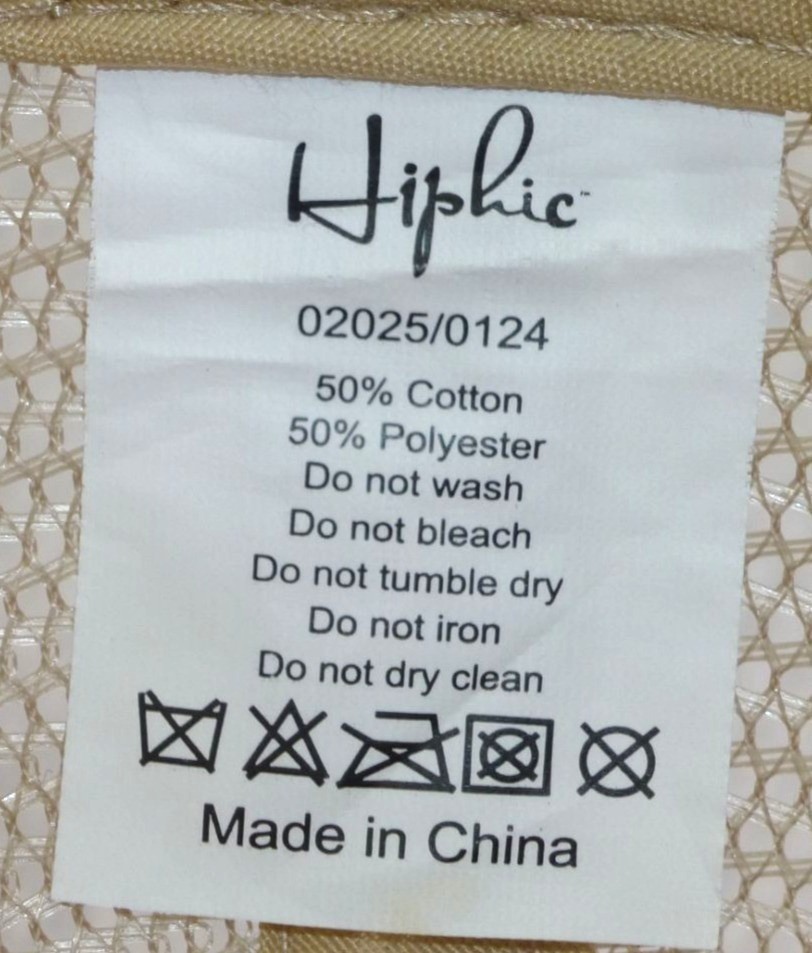 Hiphic™
02025/0124
50% Cotton
50% Polyester
Do not wash
Do not bleach
Do not tumble dry
Do not iron
Do not dry clean
Made in China